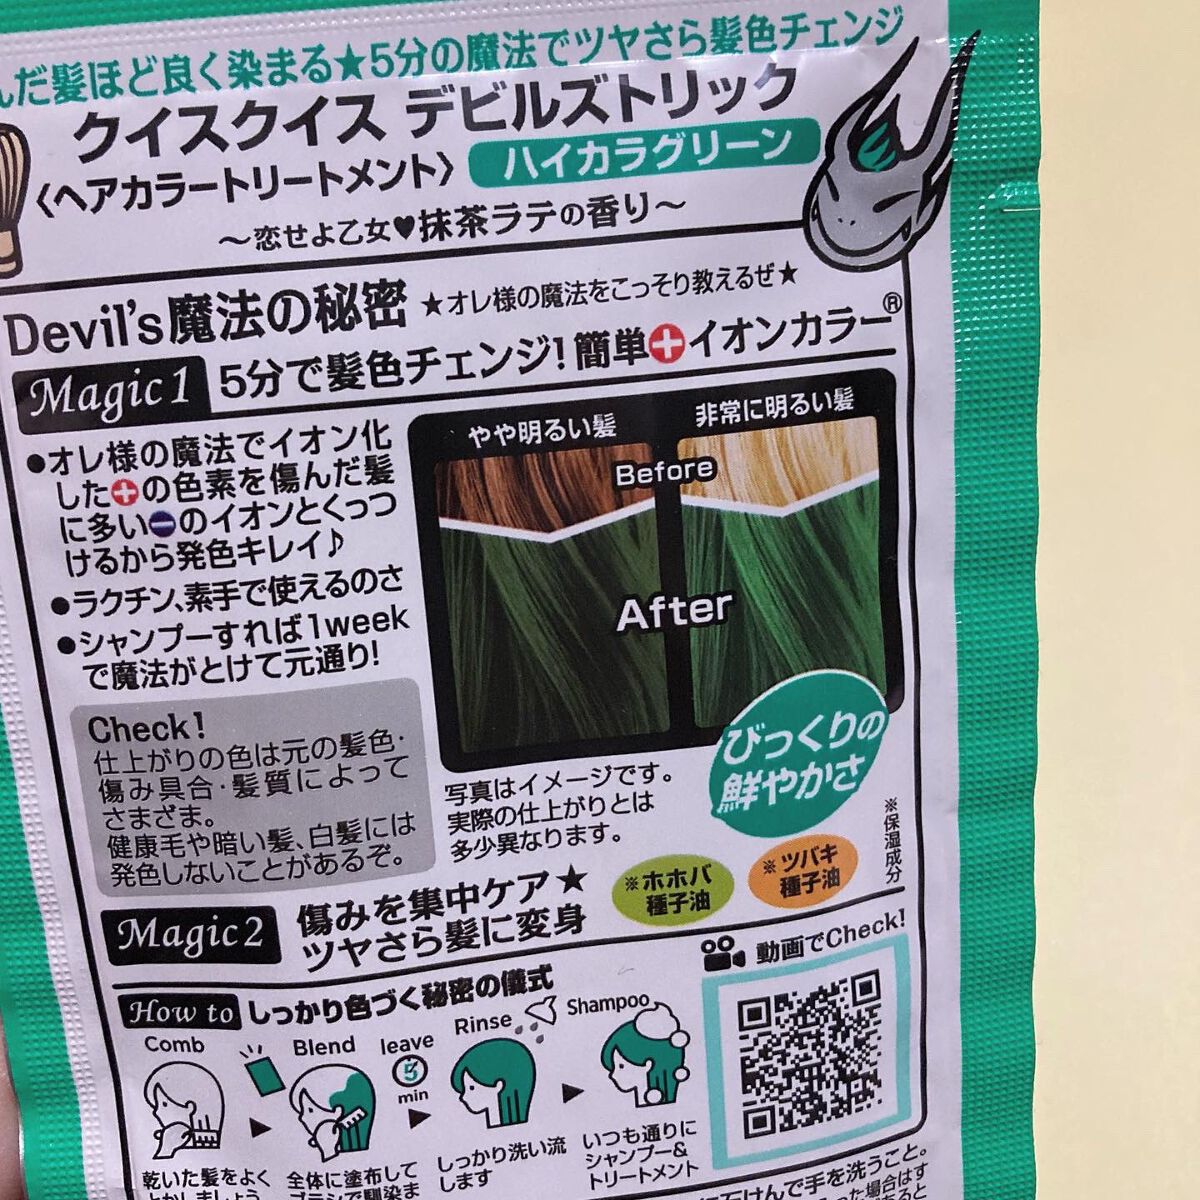 んだ髪ほど良く染まる★5分の魔法でツヤさら髪色チェンジ
クイスクイス デビルズトリック
〈ヘアカラートリートメント〉 ハイカラグリーン
～恋せよ乙女♥抹茶ラテの香り～
Devil's魔法の秘密 ★オレ様の魔法をこっそり教えるぜ★
Magic1 5分で髪色チェンジ!簡単+イオンカラー®
●オレ様の魔法でイオン化
した+の色素を傷んだ髪
に多い−のイオンとくっつ
けるから発色キレイ♪
●ラクチン、素手で使えるのさ
●シャンプーすれば1week
で魔法がとけて元通り!
やや明るい髪
非常に明るい髪
Before
After
Check!
仕上がりの色は元の髪色・
傷み具合・髪質によって
さまざま。
健康毛や暗い髪、白髪には
発色しないことがあるぞ。
写真はイメージです。
実際の仕上がりとは
多少異なります。
びっくりの
鮮やかさ
※保湿成分
※ホホバ
種子油
※ツバキ
種子油
Magic2 傷みを集中ケア★
ツヤさら髪に変身
動画でCheck!
How to しっかり色づく秘密の儀式
Comb
Blend
leave
5
min
Rinse
Shampoo
乾いた髪をよく
とかしましょう
全体に塗布して
ブラシで馴染ま
しっかり洗い流
します
いつも通りに
シャンプー&
トリートメント
に石けんで手を洗うこと。